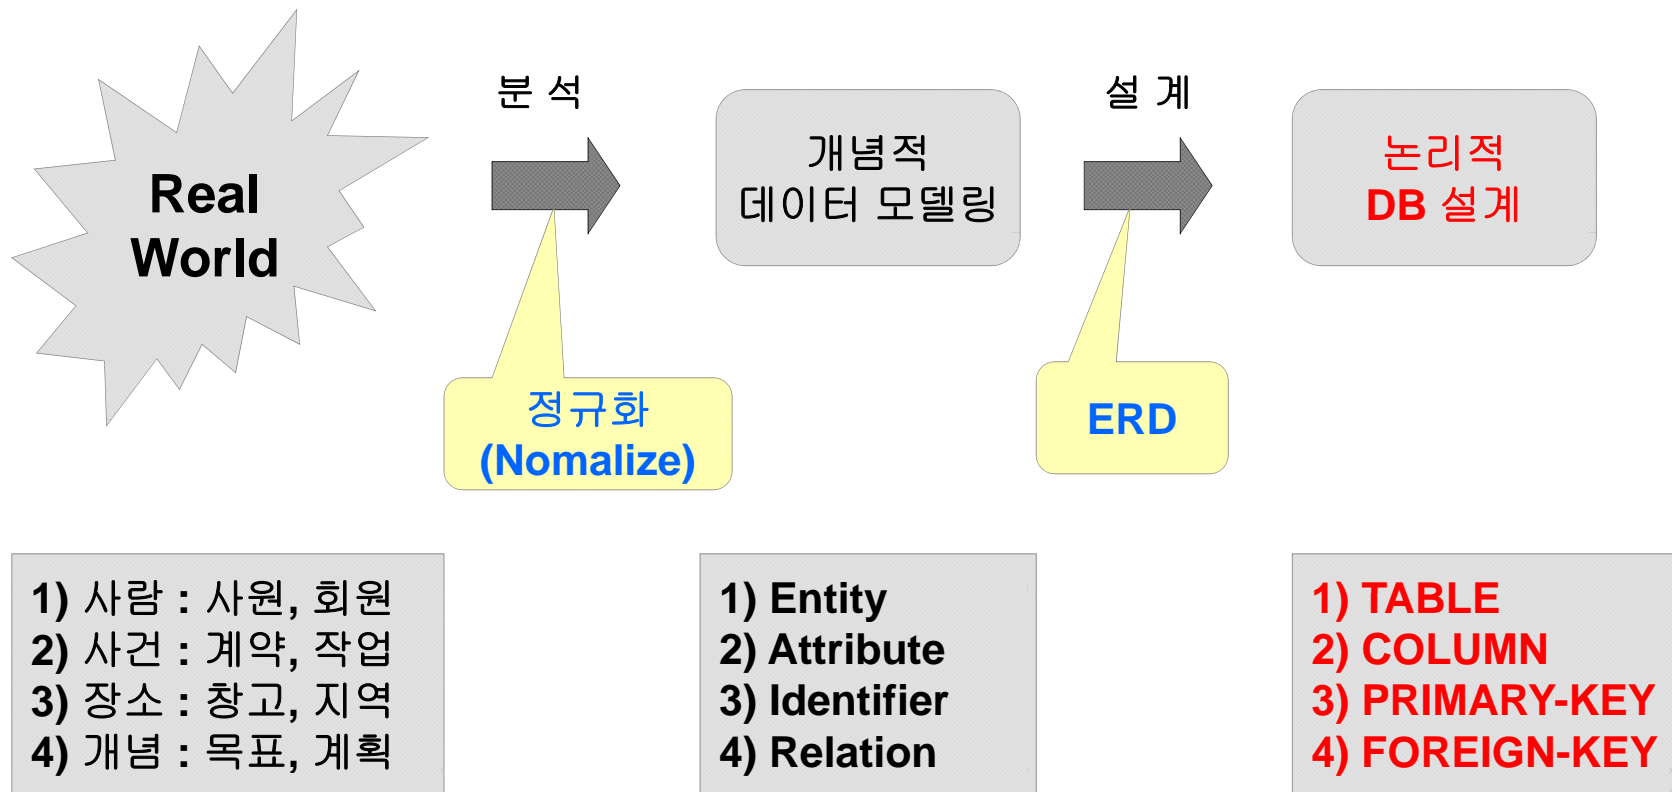 Real
World
분 석
개념적
데이터 모델링
설 계
논리적
DB 설계
정규화
(Nomalize)
ERD
1) 사람 : 사원, 회원
2) 사건 : 계약, 작업
3) 장소 : 창고, 지역
4) 개념 : 목표, 계획
1) Entity
2) Attribute
3) Identifier
4) Relation
1) TABLE
2) COLUMN
3) PRIMARY-KEY
4) FOREIGN-KEY